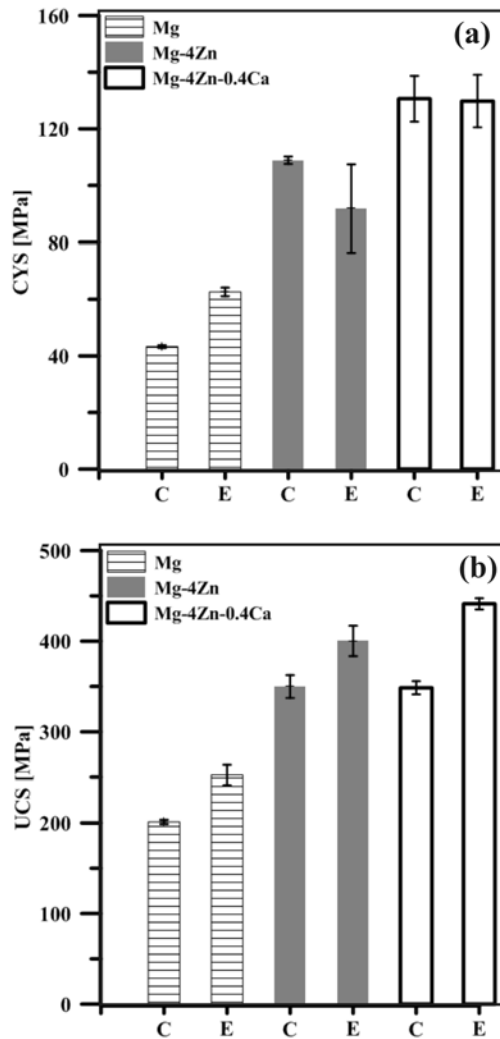 160
(a)
Mg
Mg-4Zn
Mg-4Zn-0.4Ca
120
80
40
0
CYS [MPa]
C E C E C E
500
(b)
Mg
Mg-4Zn
Mg-4Zn-0.4Ca
400
300
200
100
0
UCS [MPa]
C E C E C E